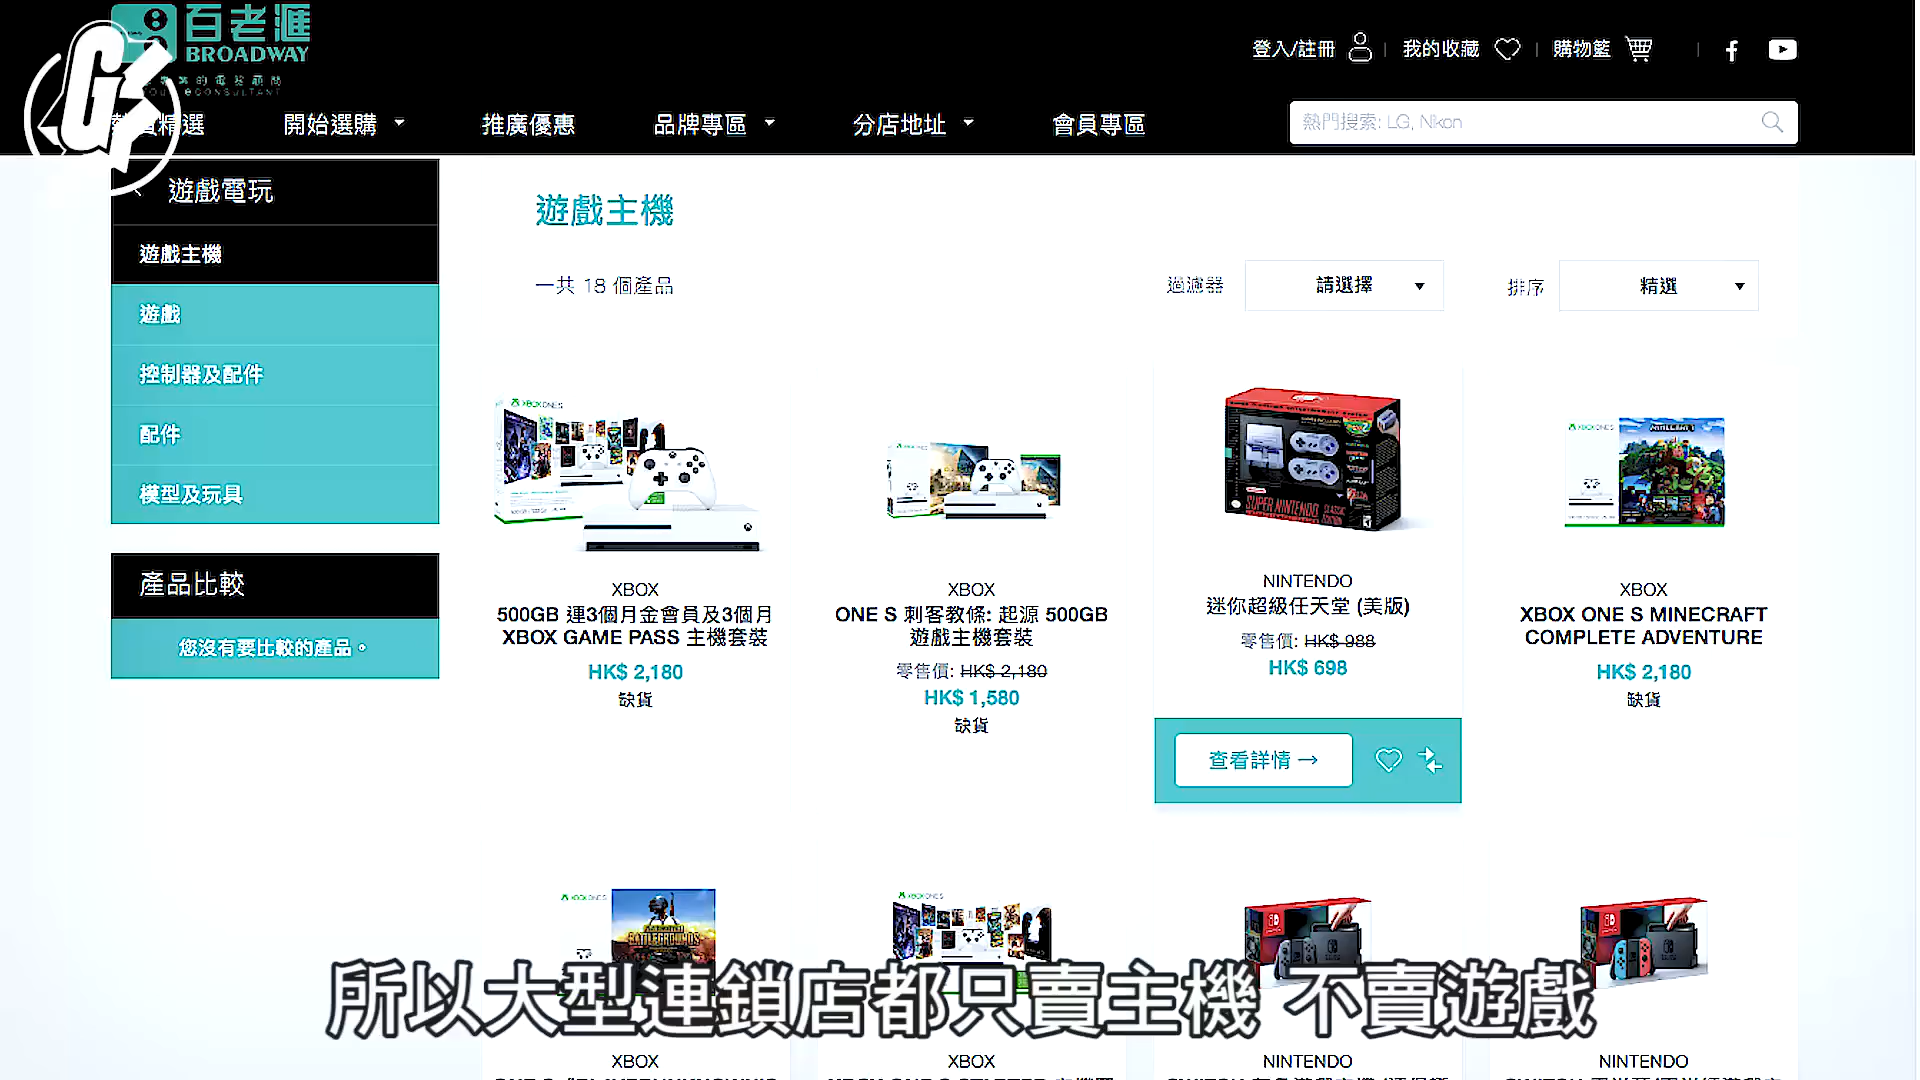 百老滙
BROADWAY
登入/註冊
我的收藏
購物籃
精選
開始選購
推廣優惠
品牌專區
分店地址
會員專區
熱門搜索: LG, Nikon
遊戲電玩
遊戲主機
遊戲
控制器及配件
配件
模型及玩具
產品比較
您沒有要比較的產品。
遊戲主機
一共 18 個產品
過濾器
請選擇
排序
精選
XBOX
500GB 連3個月金會員及3個月
XBOX GAME PASS 主機套裝
HK$ 2,180
缺貨
XBOX
ONE S 刺客教條: 起源 500GB
遊戲主機套裝
零售價: HK$ 2,180
HK$ 1,580
缺貨
SUPER NINTENDO
NINTENDO
迷你超級任天堂 (美版)
零售價: HK$ 988
HK$ 698
查看詳情 →
MINECRAFT
XBOX
XBOX ONE S MINECRAFT
COMPLETE ADVENTURE
HK$ 2,180
缺貨
所以大型連鎖店都只賣主機 不賣遊戲
XBOX
XBOX
NINTENDO
NINTENDO